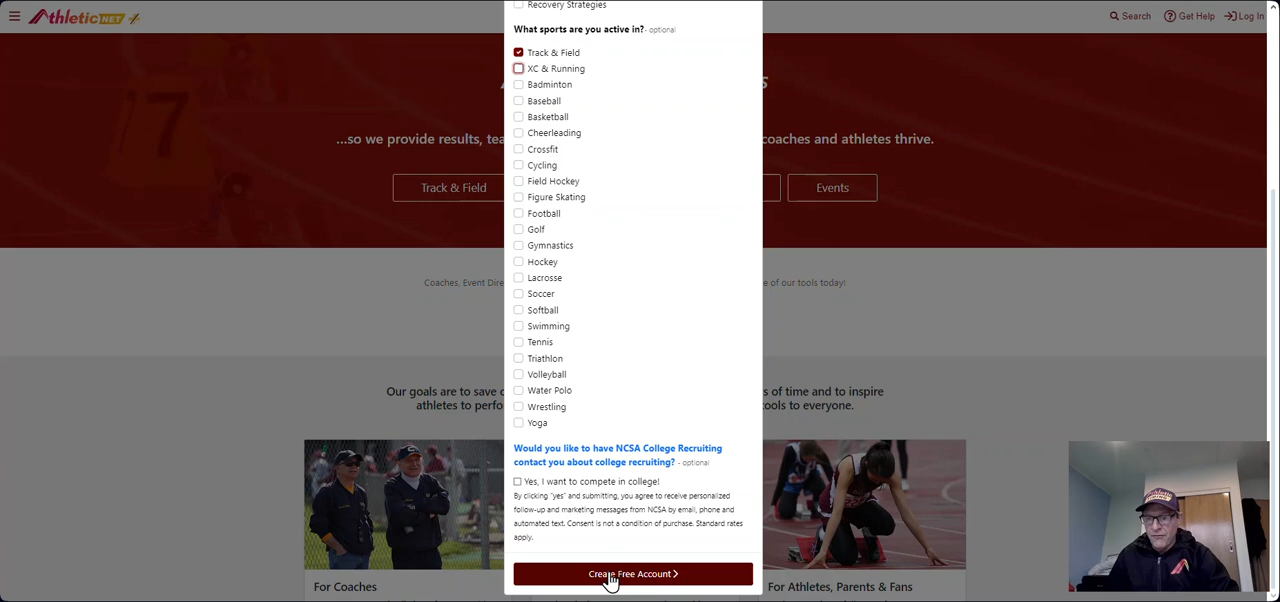 AthleticNET
Search
Get Help
Log In
Recovery Strategies
What sports are you active in? - optional
Track & Field
XC & Running
Badminton
Baseball
Basketball
Cheerleading
Crossfit
Cycling
Field Hockey
Figure Skating
Football
Golf
Gymnastics
Hockey
Lacrosse
Soccer
Softball
Swimming
Tennis
Triathlon
Volleyball
Water Polo
Wrestling
Yoga
Would you like to have NCSA College Recruiting
contact you about college recruiting? - optional
Yes, I want to compete in college!
By clicking "yes" and submitting, you agree to receive personalized
follow-up and marketing messages from NCSA by email, phone and
automated text. Consent is not a condition of purchase. Standard rates
apply.
Create Free Account
...so we provide results, coaches and athletes thrive.
Track & Field
Events
Coaches, Event of our tools today!
Our goals are to save of time and to inspire
athletes to tools to everyone.
For Coaches
For Athletes, Parents & Fans